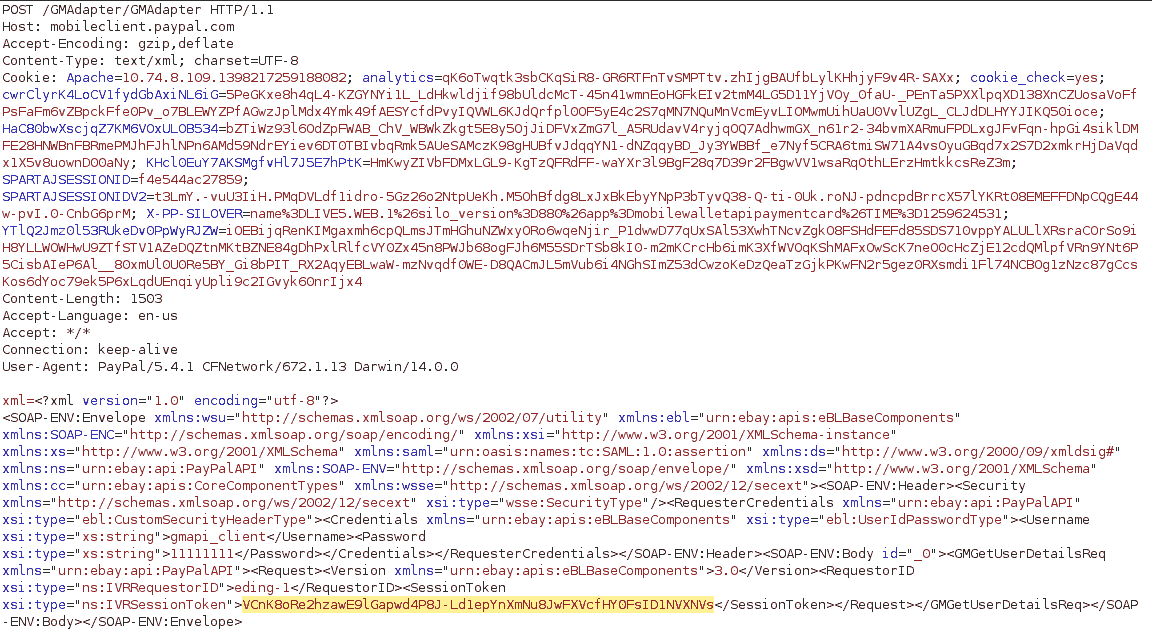 POST /GMAdapter/GMAdapter HTTP/1.1
Host: mobileclient.paypal.com
Accept-Encoding: gzip,deflate
Content-Type: text/xml; charset=UTF-8
Cookie: Apache=10.74.8.109.1398217259188082; analytics=qK6oTwqtk3sbCKqSiR8-GR6RTFnTvSMPTtv.zhIjgBAUfbLylKHhjyF9v4R-SAXx; cookie_check=yes;
cwrClyrK4LoCV1fydGbAxiNL6iG=5PeGKxe8h4qL4-KZGYNYi1L_LdHkwldjif98bUldcMcT-45n41wmnEoHGFkEIv2tmM4LG5D11YjVOy_0faU-_PEnTa5PXXlpqXD138XnCZUosaVoFf
PsFaFm6vZBpckFfe0Pv_o7BLEWYZPfAGwzJplMdx4Ymk49fAESYcfdPvyIQVWL6KJdQrfpl00F5yE4c2S7qMN7NQuMnVcmEyvLIOMwmUihUaU0VvlUZgL_CLJdDLHYYJIKQ50ioce;
HaC80bwXscjqZ7KM6VOxULOB534=bZTiWz93l6OdZpFWAB_ChV_WBWkZkgt5E8y5OjJiDFVxZmG7l_A5RUdavV4ryjqOQ7AdhwmGX_n61r2-34bvmXARmuFPDLxgJFvFqn-hpGi4siklDM
FE28HNWBnFBRmePMJhFJhlNPn6AMd59NdrEYiev6DTOTBIvbqRmk5AUeSAMczK98gHUBfvJdqqYN1-dNZqqyBD_Jy3YWBBf_e7Nyf5CRA6tmiSW71A4vsOyuGBqd7x2S7D2xmkrHjDaVqd
x1X5v8uownD0OaNy; KHcl0EuY7AKSMgfvHl7J5E7hPtK=HmKwyZIVbFDMxLGL9-KgTzQFRdFF-waYXr3l9BgF28q7D39r2FBgwVV1wsaRqOthLErzHmtkkcsReZ3m;
SPARTAJSESSIONID=f4e544ac27859;
SPARTAJSESSIONIDV2=t3LmY.-vuU3IiH.PMqDVLdf1idro-5Gz26o2NtpUeKh.M5OhBfdg8LxJxBkEbyYNpP3bTyvQ38-Q-ti-0Uk.roNJ-pdncpdBrrcX57lYKRt08EMEFFDNpCQgE44
w-pvI.0-CnbG6prM; X-PP-SILOVER=name%3DLIVE5.WEB.1%26silo_version%3D880%26app%3Dmobilewalletapipaymentcard%26TIME%3D1259624531;
YTlQ2Jmz0l53RUkeDv0PpWyRJZW=iOEBijqRenKIMgaxmh6cpQLmsJTmHGhuNZWxyORo6wqeNjir_P1dwwD77qUxSAl53XwhTNcvZgk08FSHdFEFd85SDS710vppYALULlXRsraCOrSo9i
H8YLLWOWHwU9ZTfSTV1AZeDQZtnMKtBZNE84gDhPxlRlfcVY0Zx45n8PWJb68ogFJh6M55SDrTSb8kI0-m2mKCrcHb6imK3XfWVOqKShMAFxOwScK7neO0cHcZjE12cdQMlpfVRn9YNt6P
5CisbAIeP6Al__80xmUl0U0Re5BY_Gi8bPIT_RX2AqyEBLwaW-mzNvqdf0WE-D8QACmJL5mVub6i4NGhSImZ53dCwzoKeDzQeaTzGjkPKwFN2r5gez0RXsmdi1Fl74NCBOg1zNzc87gCcs
Kos6dYoc79ek5P6xLqdUEnqiyUpli9c2IGvyk60nrIjx4
Content-Length: 1503
Accept-Language: en-us
Accept: */*
Connection: keep-alive
User-Agent: PayPal/5.4.1 CFNetwork/672.1.13 Darwin/14.0.0
xml=<?xml version="1.0" encoding="utf-8"?>
<SOAP-ENV:Envelope xmlns:wsu="http://schemas.xmlsoap.org/ws/2002/07/utility" xmlns:ebl="urn:ebay:apis:eBLBaseComponents"
xmlns:SOAP-ENC="http://schemas.xmlsoap.org/soap/encoding/" xmlns:xsi="http://www.w3.org/2001/XMLSchema-instance"
xmlns:xs="http://www.w3.org/2001/XMLSchema" xmlns:saml="urn:oasis:names:tc:SAML:1.0:assertion" xmlns:ds="http://www.w3.org/2000/09/xmldsig#"
xmlns:ns="urn:ebay:api:PayPalAPI" xmlns:SOAP-ENV="http://schemas.xmlsoap.org/soap/envelope/" xmlns:xsd="http://www.w3.org/2001/XMLSchema"
xmlns:cc="urn:ebay:apis:CoreComponentTypes" xmlns:wsse="http://schemas.xmlsoap.org/ws/2002/12/secext"><SOAP-ENV:Header><Security
xmlns="http://schemas.xmlsoap.org/ws/2002/12/secext" xsi:type="wsse:SecurityType"/><RequesterCredentials xmlns="urn:ebay:api:PayPalAPI"
xsi:type="ebl:CustomSecurityHeaderType"><Credentials xmlns="urn:ebay:apis:eBLBaseComponents" xsi:type="ebl:UserIdPasswordType"><Username
xsi:type="xs:string">gmapi_client</Username><Password
xsi:type="xs:string">11111111</Password></Credentials></RequesterCredentials></SOAP-ENV:Header><SOAP-ENV:Body id="_0"><GMGetUserDetailsReq
xmlns="urn:ebay:api:PayPalAPI"><Request><Version xmlns="urn:ebay:apis:eBLBaseComponents">3.0</Version><RequestorID
xsi:type="ns:IVRRequestorID">eding-1</RequestorID><SessionToken
xsi:type="ns:IVRSessionToken">VCnK8oRe2hzawE9lGapwd4P8J-Ld1epYnXmNu8JwFXVcfHY0FsID1NVXNVs</SessionToken></Request></GMGetUserDetailsReq></SOAP
-ENV:Body></SOAP-ENV:Envelope>